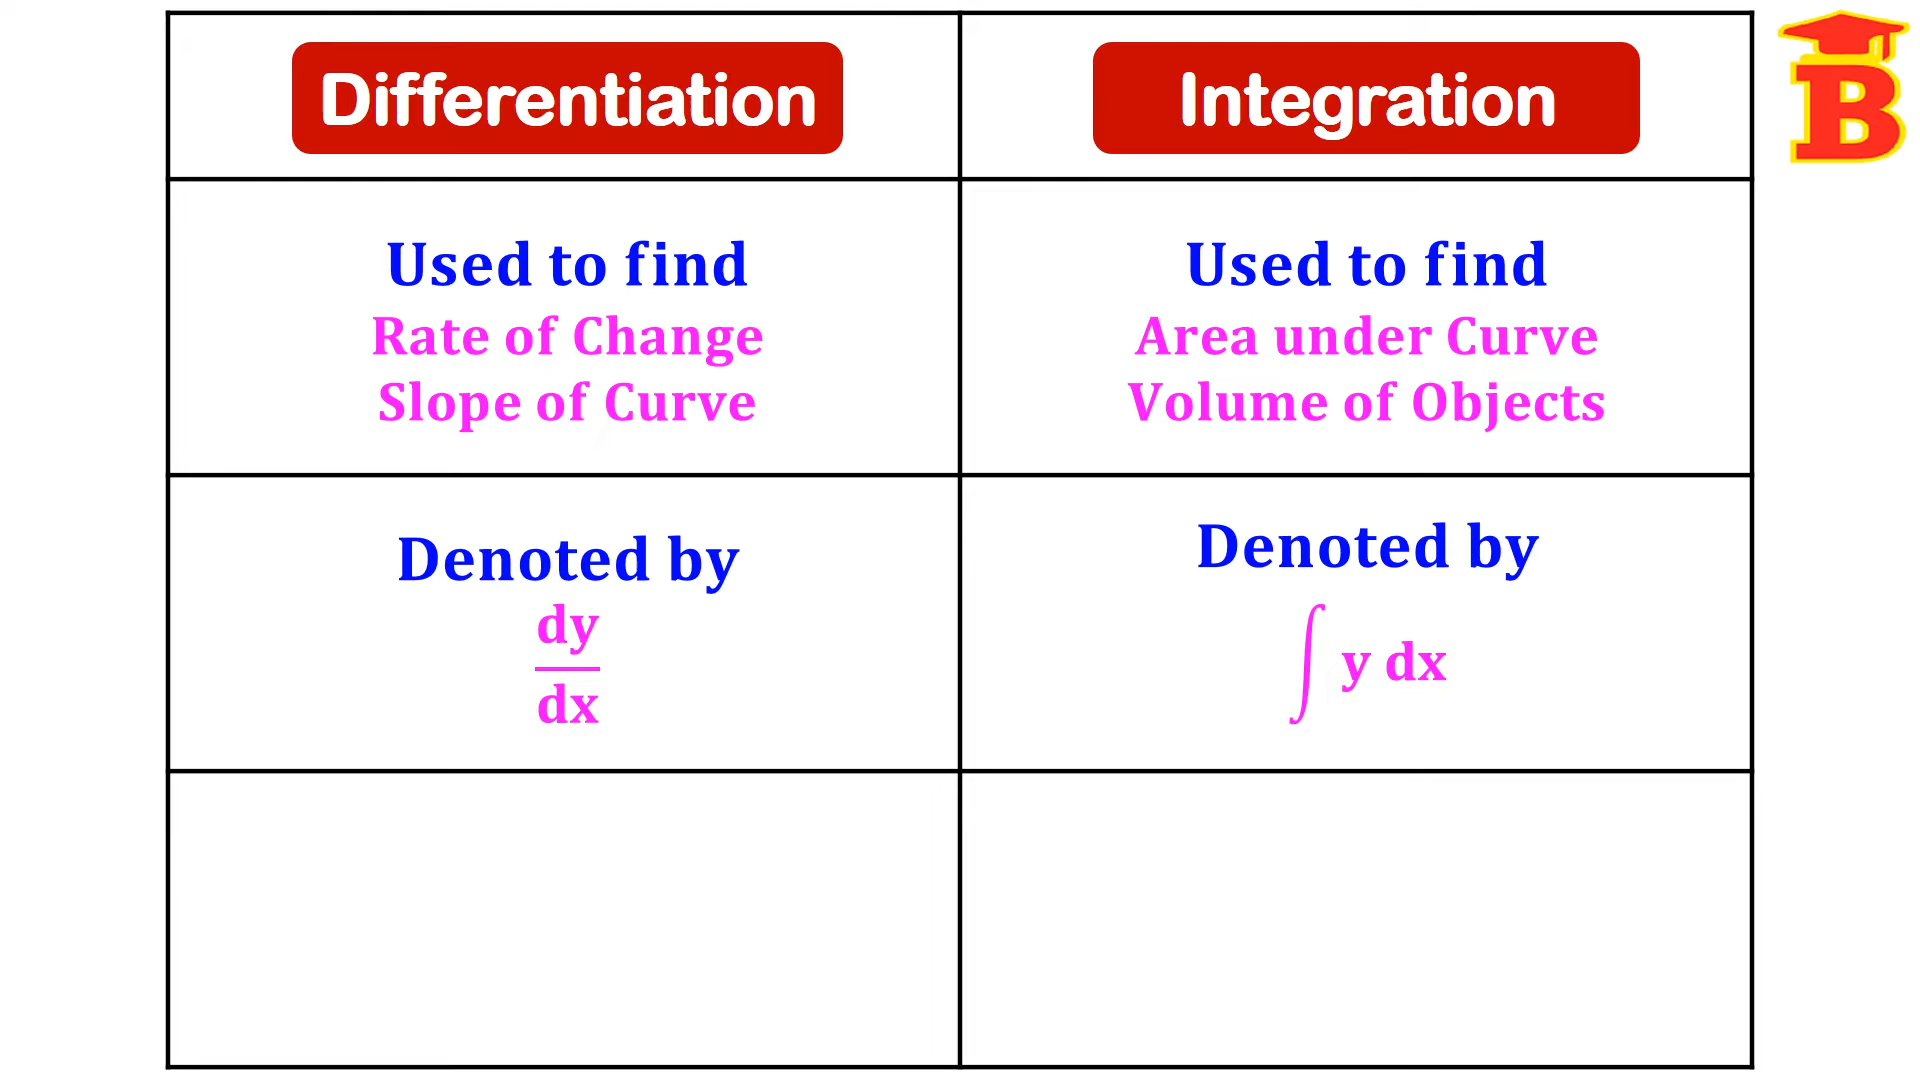 Differentiation
Integration
Used to find
Rate of Change
Slope of Curve
Used to find
Area under Curve
Volume of Objects
Denoted by
dy
dx
Denoted by
∫ y dx
B